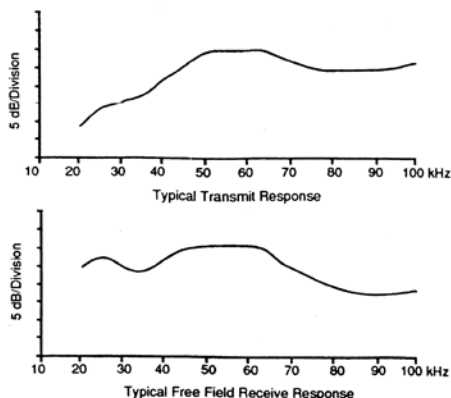 5 dB/Division
10 20 30 40 50 60 70 80 90 100 kHz
Typical Transmit Response
5 dB/Division
10 20 30 40 50 60 70 80 90 100 kHz
Typical Free Field Receive Response